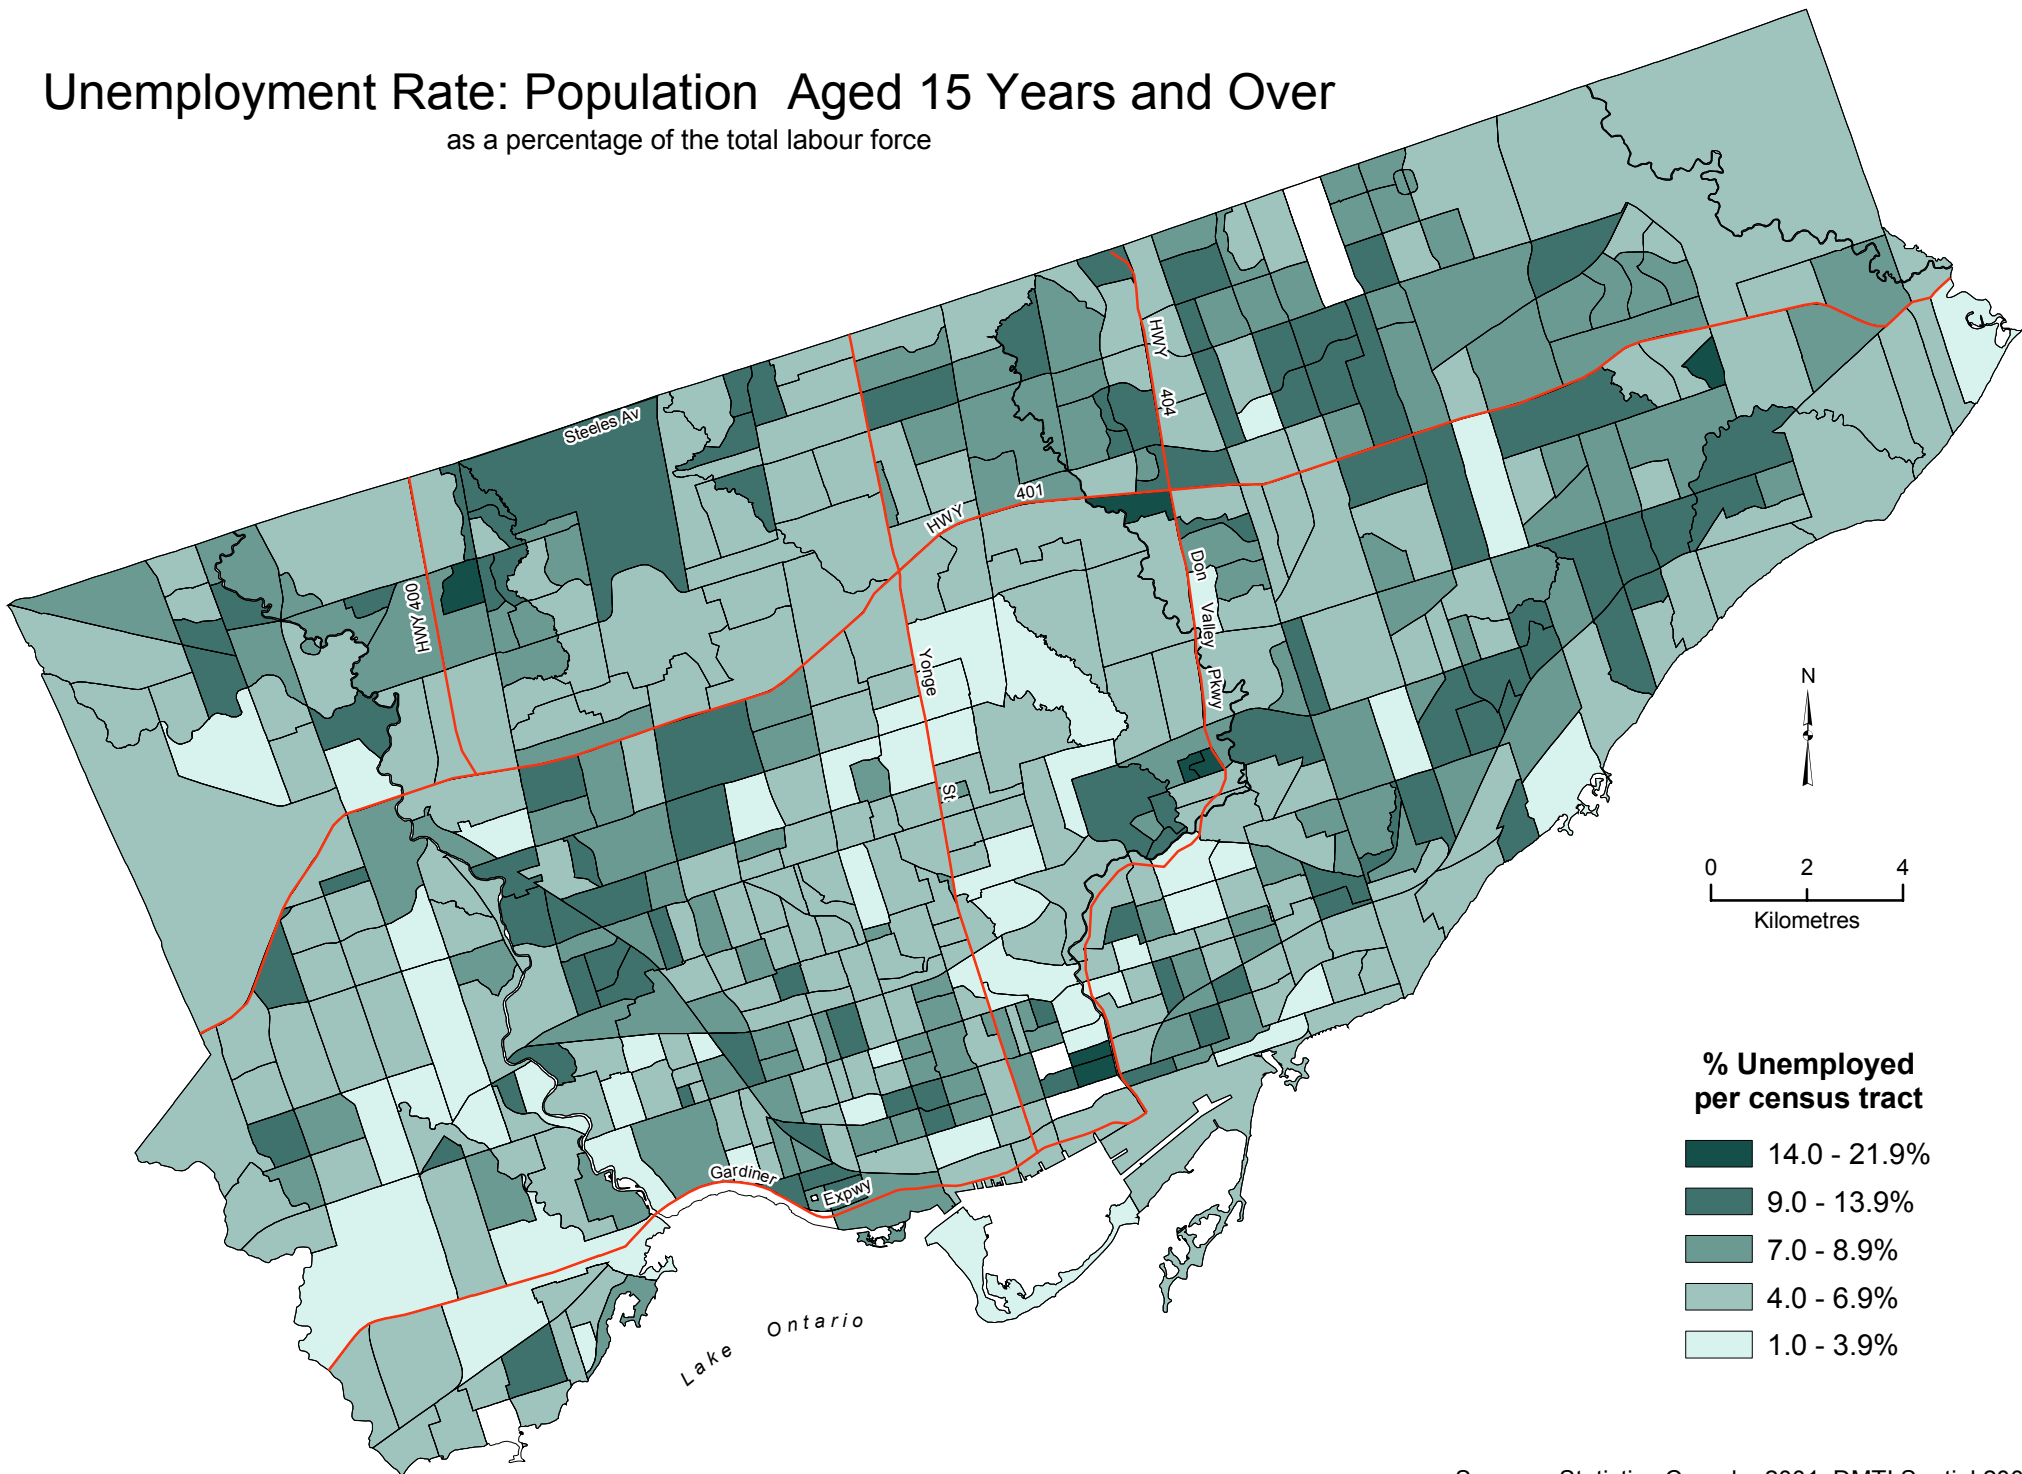 Unemployment Rate: Population Aged 15 Years and Over
as a percentage of the total labour force
Steeles Av
HWY 400
HWY
401
HWY
404
Don
Valley
Pkwy
Yonge
St
Gardiner
Expwy
Lake Ontario
N
0 2 4
Kilometres
% Unemployed
per census tract
14.0 - 21.9%
9.0 - 13.9%
7.0 - 8.9%
4.0 - 6.9%
1.0 - 3.9%